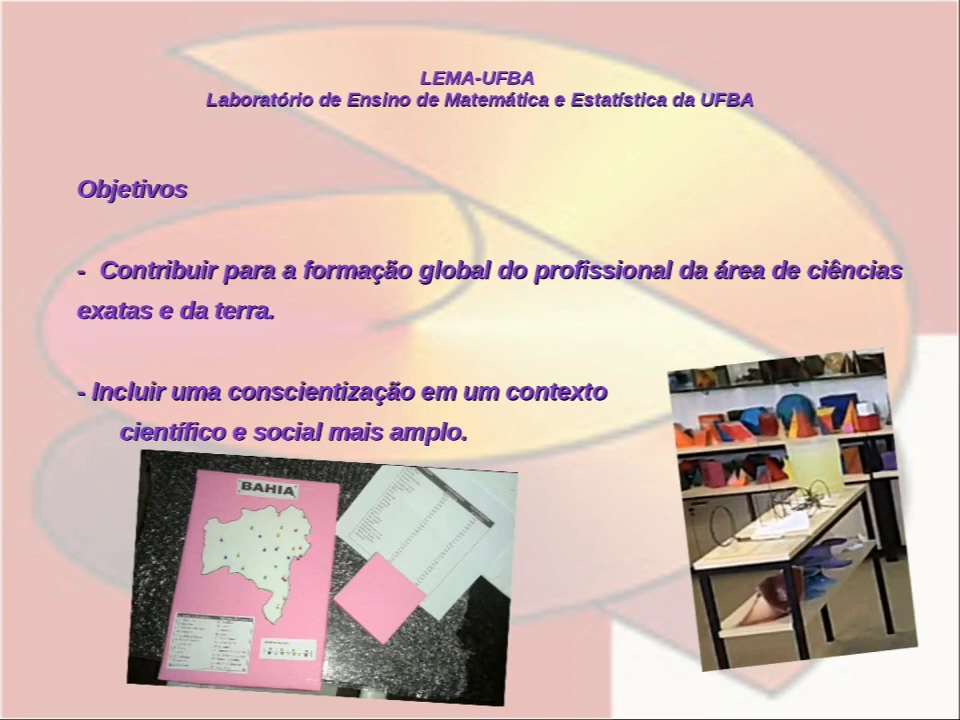 LEMA-UFBA
Laboratório de Ensino de Matemática e Estatística da UFBA
Objetivos
- Contribuir para a formação global do profissional da área de ciências
exatas e da terra.
- Incluir uma conscientização em um contexto
científico e social mais amplo.
BAHIA